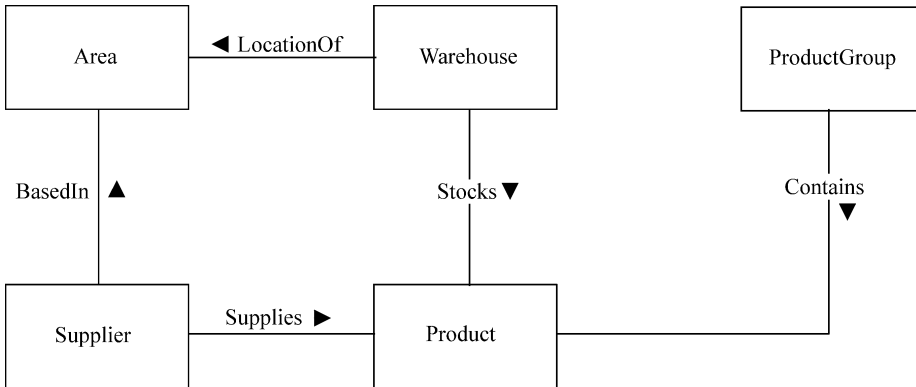 Area
◄ LocationOf
Warehouse
ProductGroup
BasedIn ▲
Stocks ▼
Contains ▼
Supplier
Supplies ►
Product